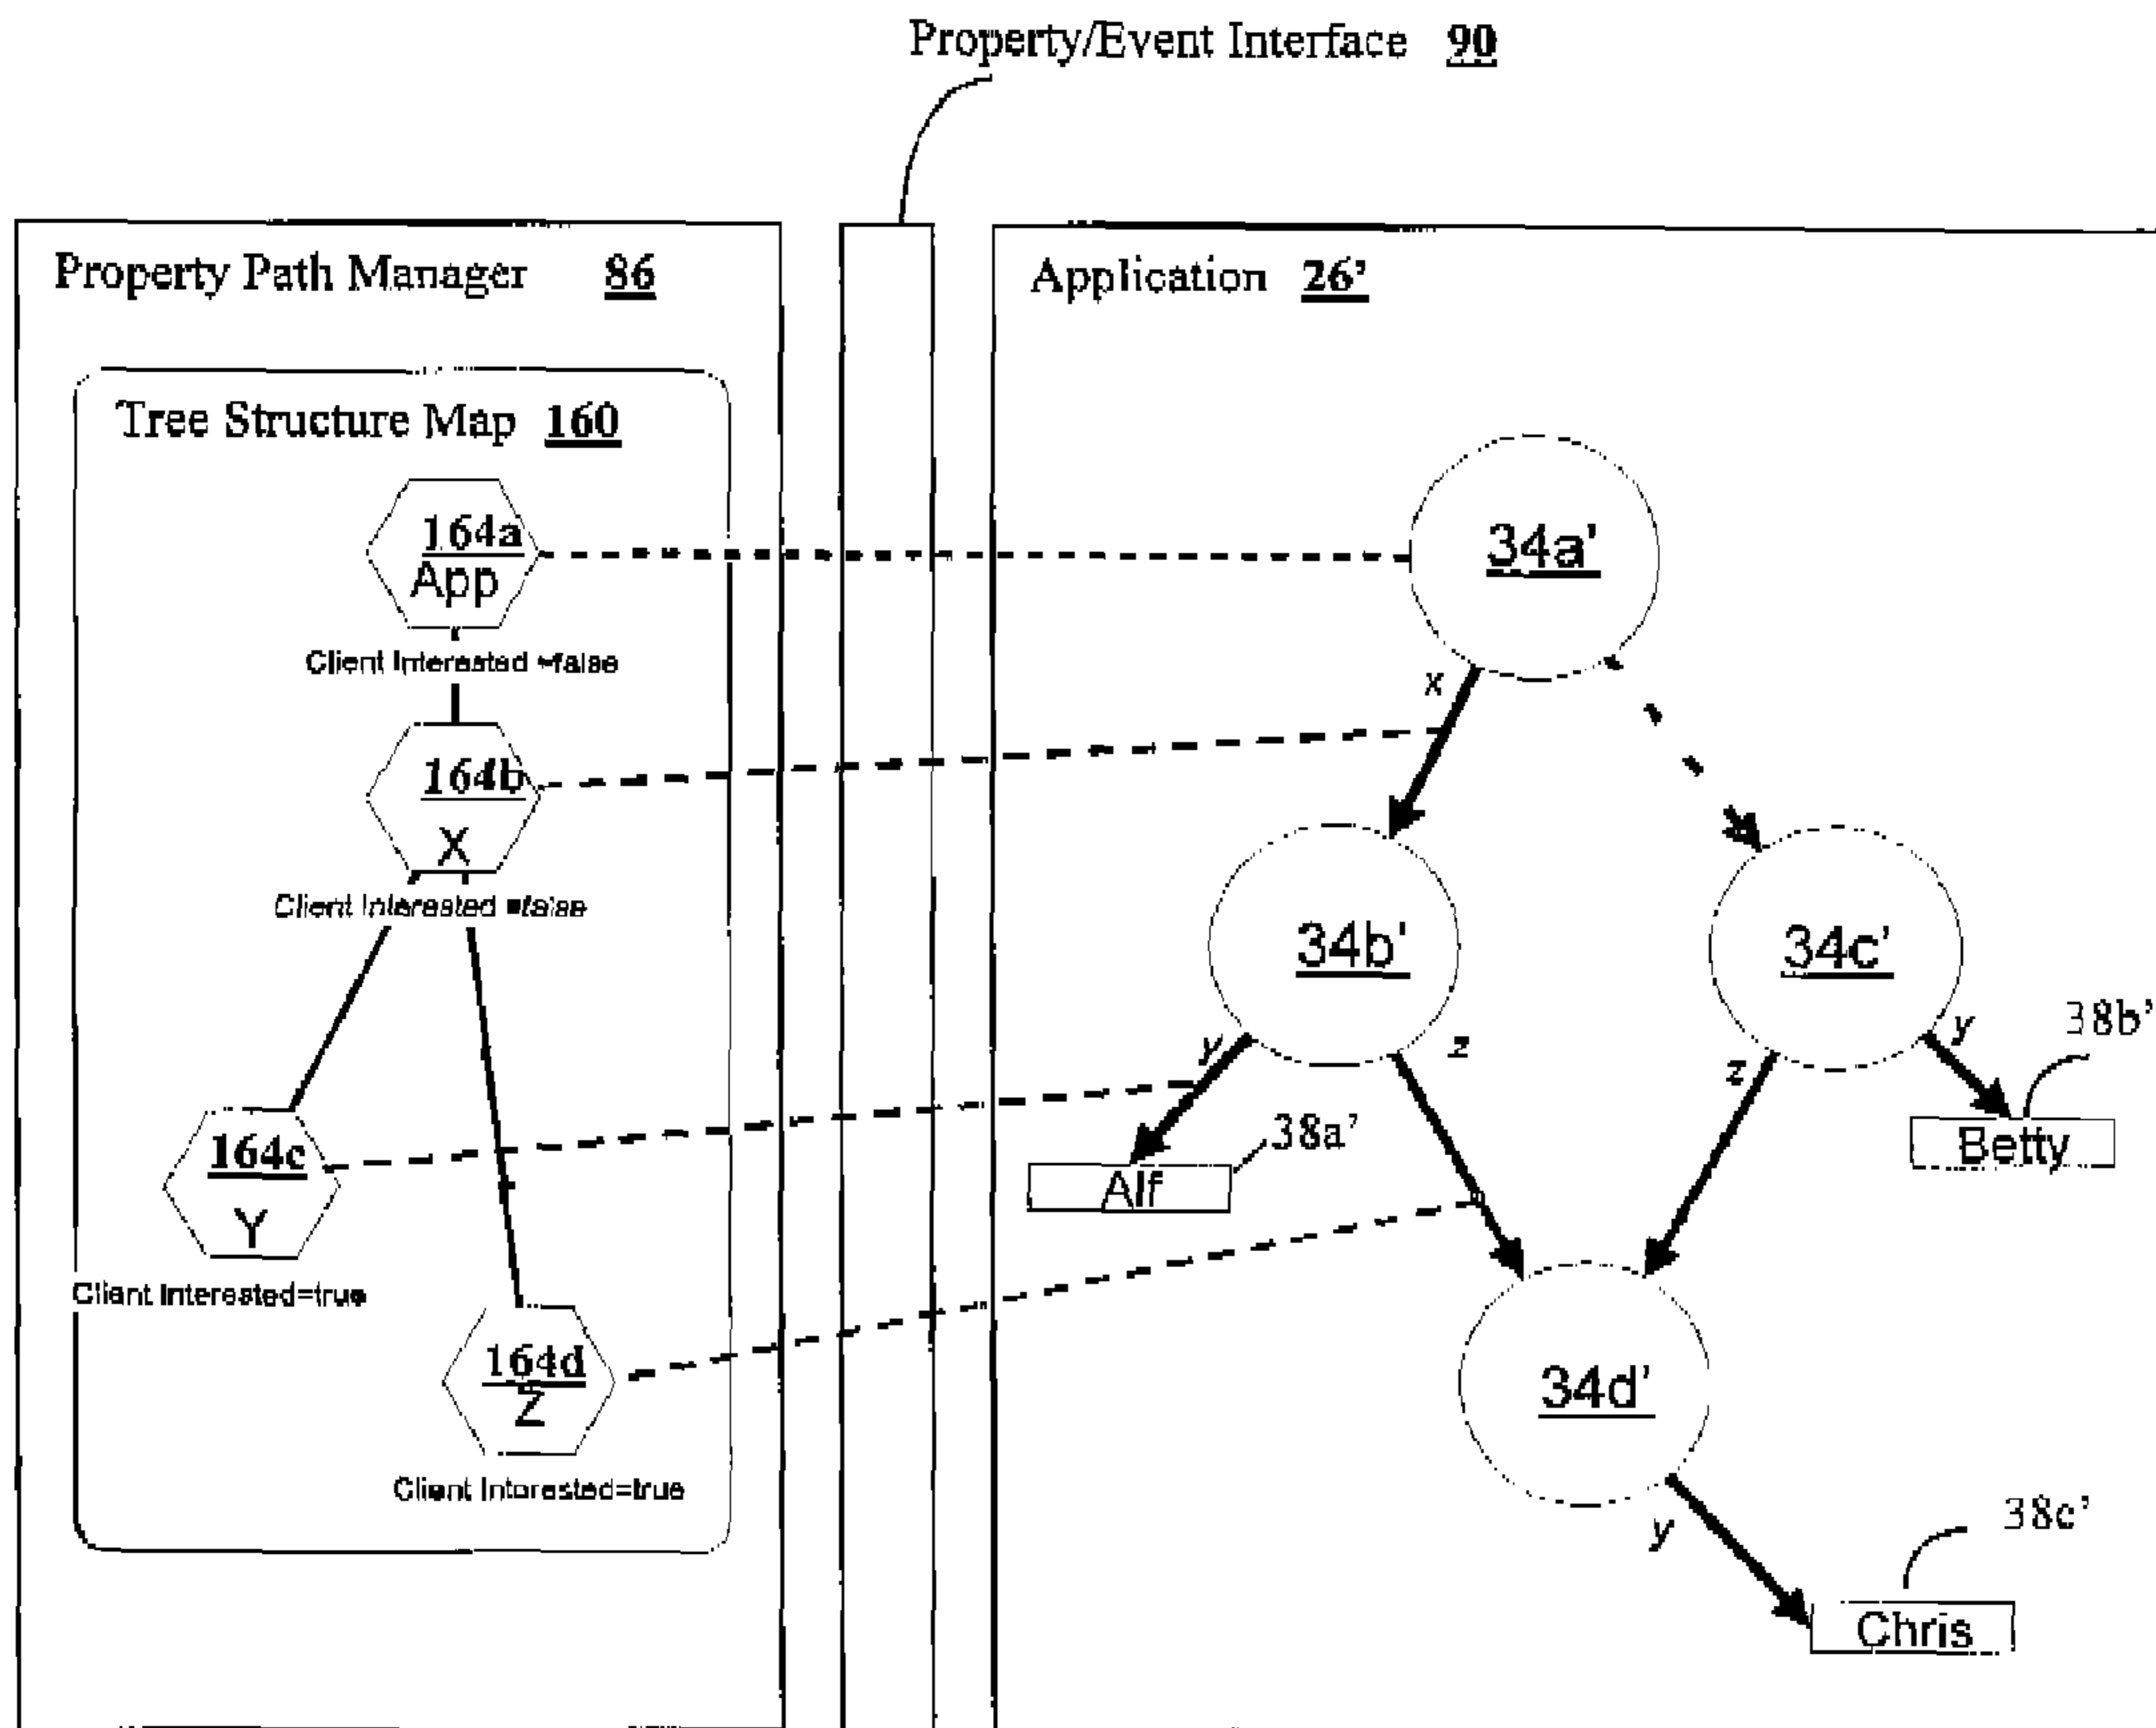 Property/Event Interface 90
Property Path Manager 86
Tree Structure Map 160
164a
App
Client Interested =false
164b
X
Client Interested =false
164c
Y
Client Interested=true
164d
Z
Client Interested=true
Application 26'
34a'
x
34b'
34c'
y
z
z
y
38b'
38a'
Alf
Betty
34d'
y
38c'
Chris